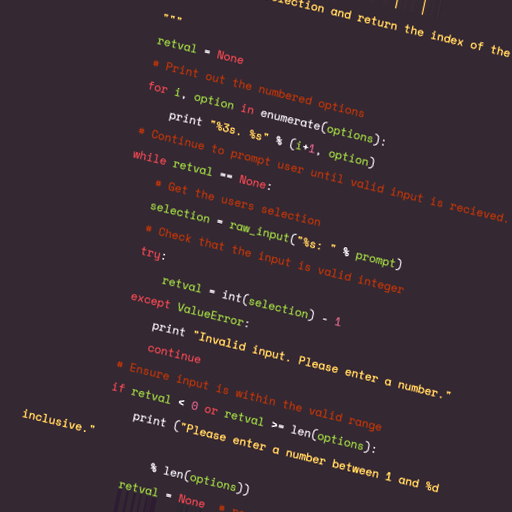 lection and return the index of the
"""
retval = None
# Print out the numbered options
for i, option in enumerate(options):
print "%3s. %s" % (i+1, option)
# Continue to prompt user until valid input is recieved.
while retval == None:
# Get the users selection
selection = raw_input("%s: " % prompt)
# Check that the input is valid integer
try:
retval = int(selection) - 1
except ValueError:
print "Invalid input. Please enter a number."
continue
# Ensure input is within the valid range
if retval < 0 or retval >= len(options):
print ("Please enter a number between 1 and %d
inclusive."
% len(options))
retval = None #